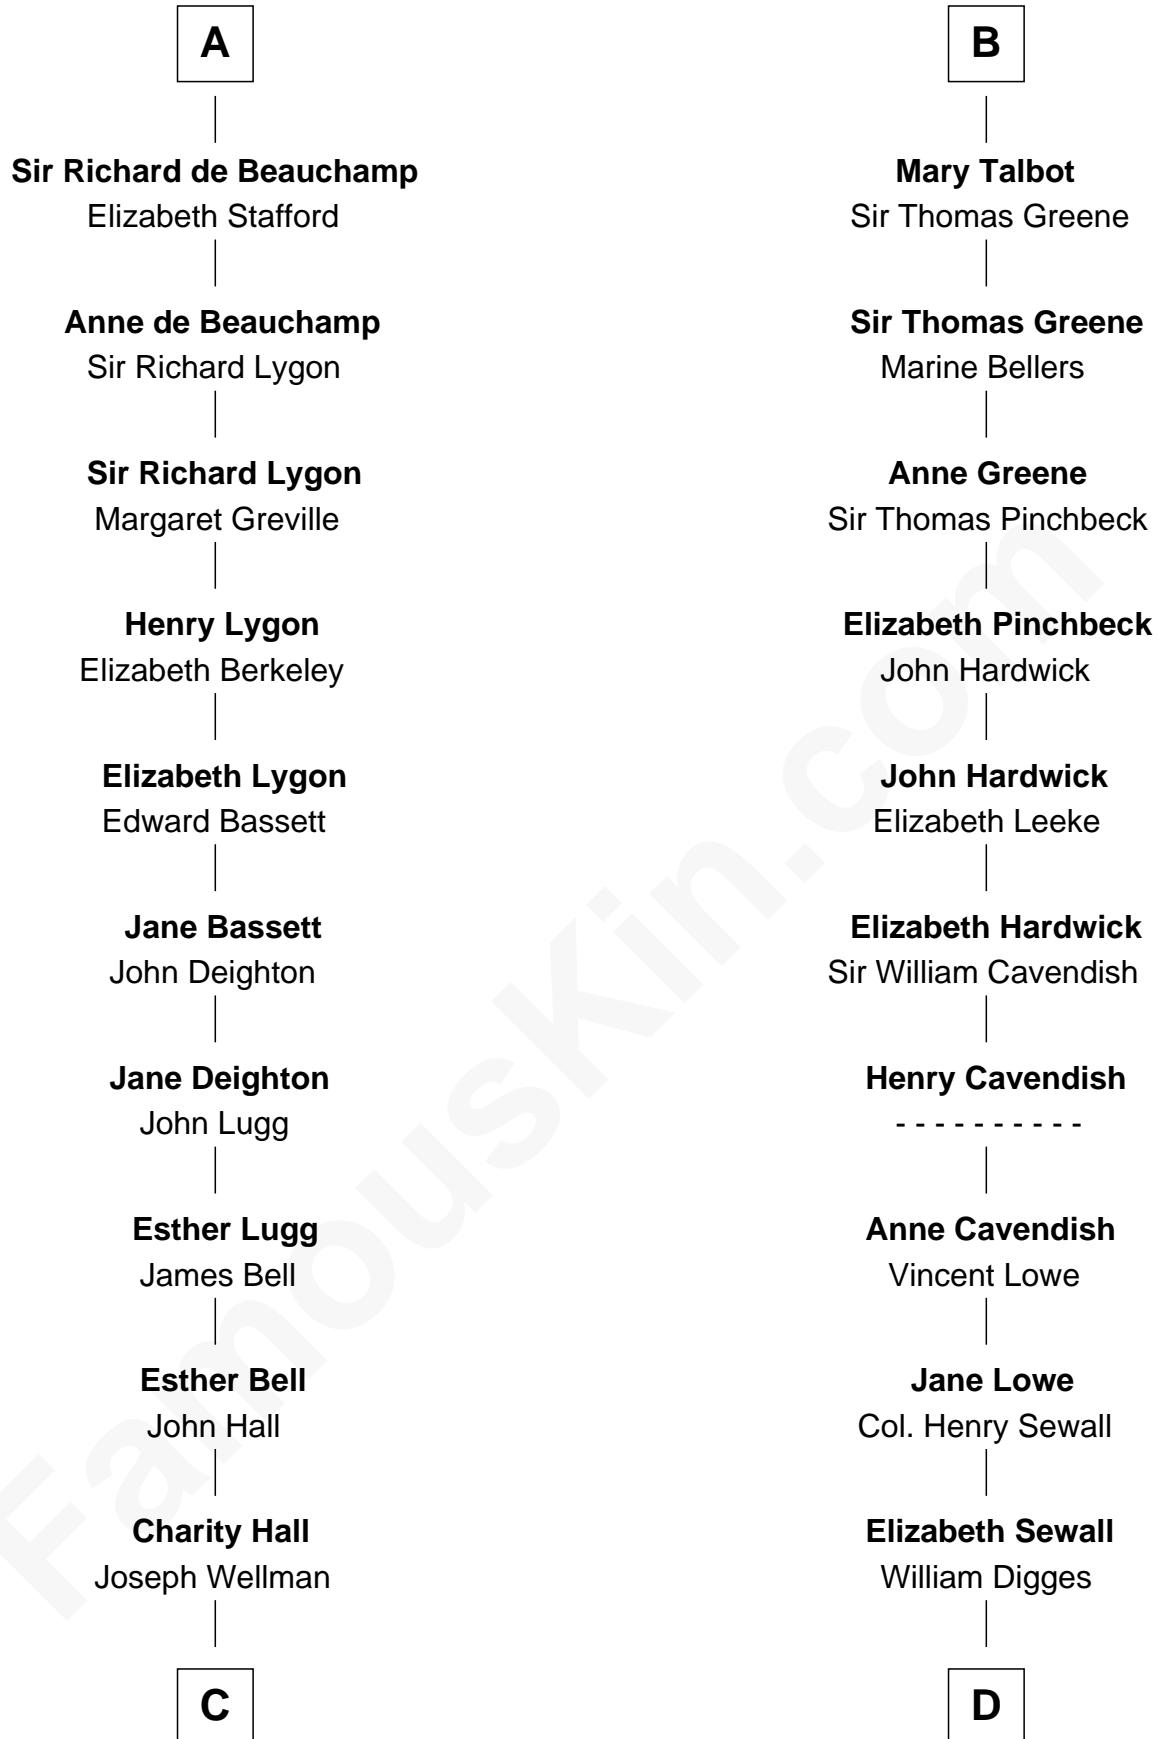 A
Sir Richard de Beauchamp
Elizabeth Stafford
Anne de Beauchamp
Sir Richard Lygon
Sir Richard Lygon
Margaret Greville
Henry Lygon
Elizabeth Berkeley
Elizabeth Lygon
Edward Bassett
Jane Bassett
John Deighton
Jane Deighton
John Lugg
Esther Lugg
James Bell
Esther Bell
John Hall
Charity Hall
Joseph Wellman
C
B
Mary Talbot
Sir Thomas Greene
Sir Thomas Greene
Marine Bellers
Anne Greene
Sir Thomas Pinchbeck
Elizabeth Pinchbeck
John Hardwick
John Hardwick
Elizabeth Leeke
Elizabeth Hardwick
Sir William Cavendish
Henry Cavendish
- - - - - - - - - -
Anne Cavendish
Vincent Lowe
Jane Lowe
Col. Henry Sewall
Elizabeth Sewall
William Digges
D
FamousKin.com